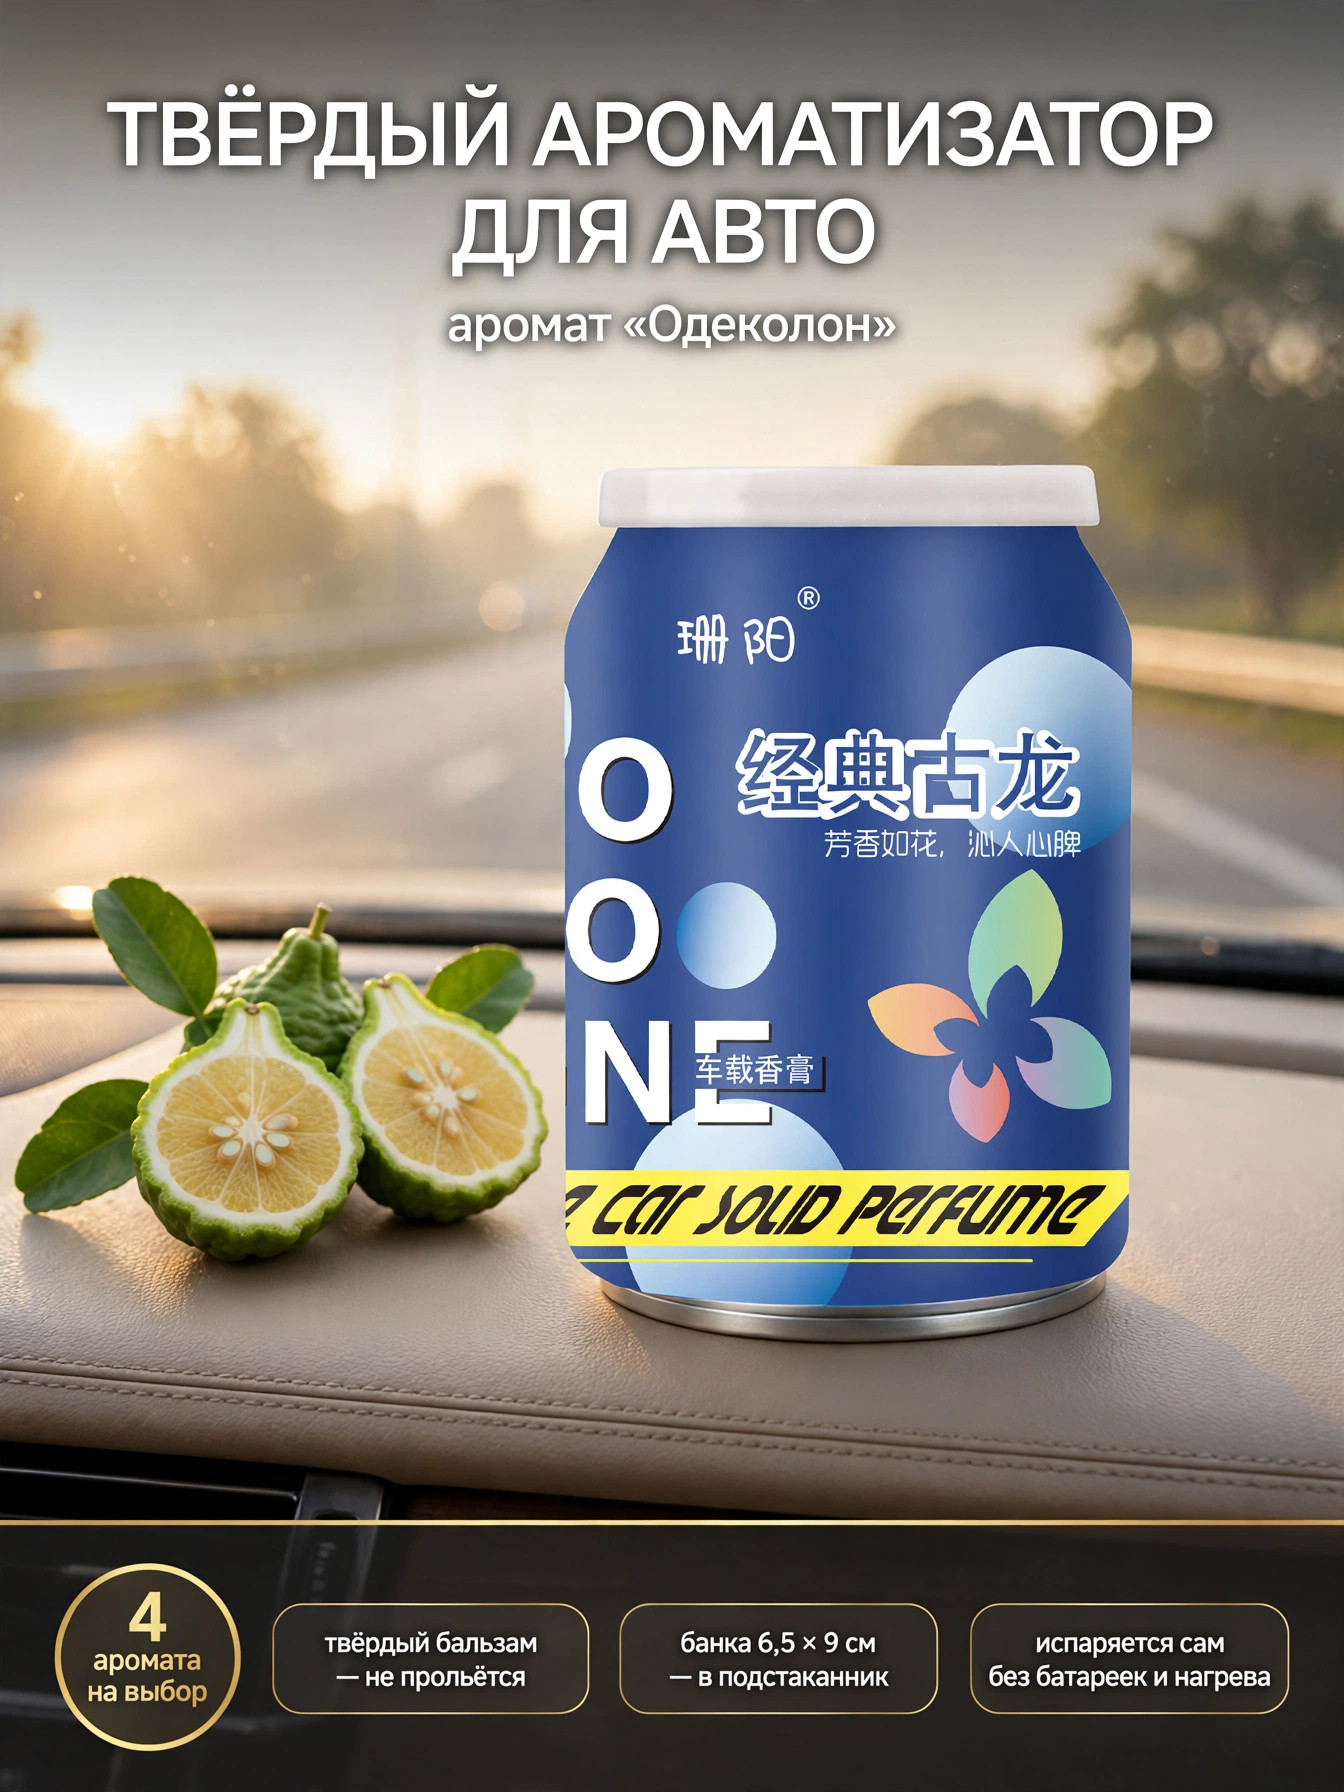 ТВЁРДЫЙ АРОМАТИЗАТОР
ДЛЯ АВТО
аромат «Одеколон»
珊阳®
经典古龙
芳香如花，沁人心脾
O
O
NE
车载香膏
CAR SOLID PERFUME
4
аромата
на выбор
твёрдый бальзам
— не прольётся
банка 6,5 × 9 см
— в подстаканник
испаряется сам
без батареек и нагрева